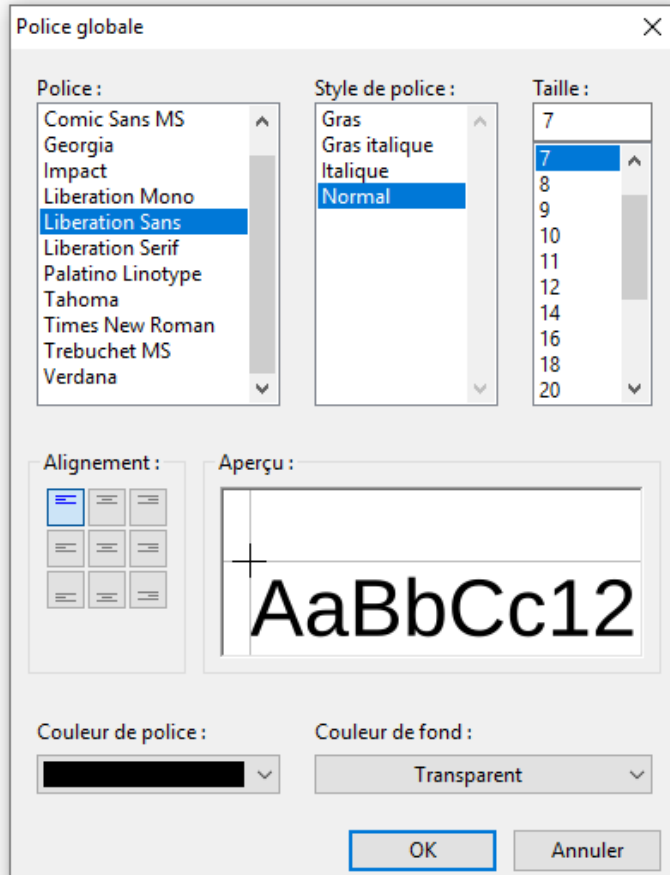 Police globale
Police :
Style de police :
Taille :
Comic Sans MS
Georgia
Impact
Liberation Mono
Liberation Sans
Liberation Serif
Palatino Linotype
Tahoma
Times New Roman
Trebuchet MS
Verdana
Gras
Gras italique
Italique
Normal
7
7
8
9
10
11
12
14
16
18
20
Alignement :
Aperçu :
AaBbCc12
Couleur de police :
Couleur de fond :
Transparent
OK
Annuler